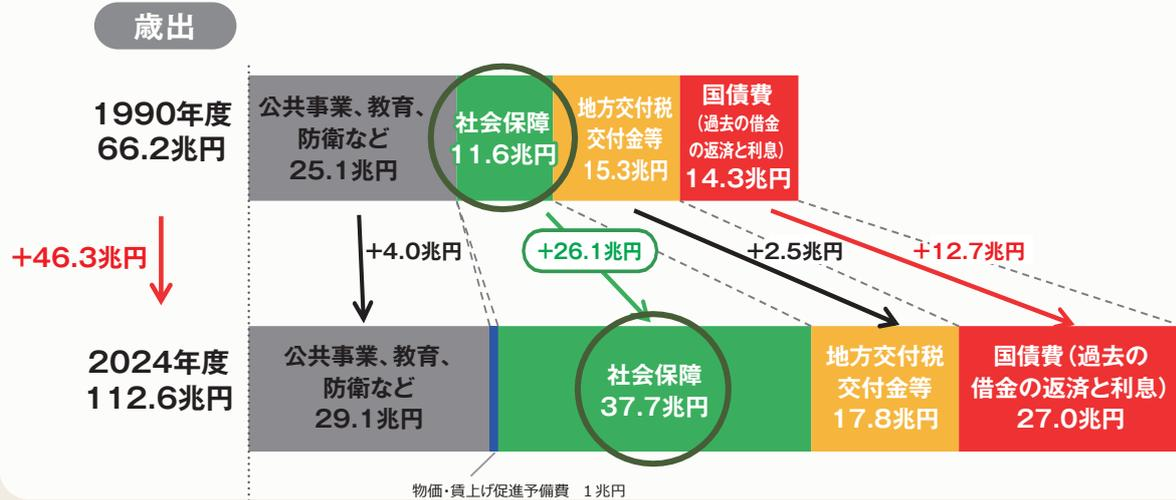 歳出
1990年度
66.2兆円
公共事業、教育、
防衛など
25.1兆円
社会保障
11.6兆円
地方交付税
交付金等
15.3兆円
国債費
(過去の借金
の返済と利息)
14.3兆円
+46.3兆円
+4.0兆円
+26.1兆円
+2.5兆円
+12.7兆円
2024年度
112.6兆円
公共事業、教育、
防衛など
29.1兆円
社会保障
37.7兆円
地方交付税
交付金等
17.8兆円
国債費(過去の
借金の返済と利息)
27.0兆円
物価・賃上げ促進予備費 1兆円